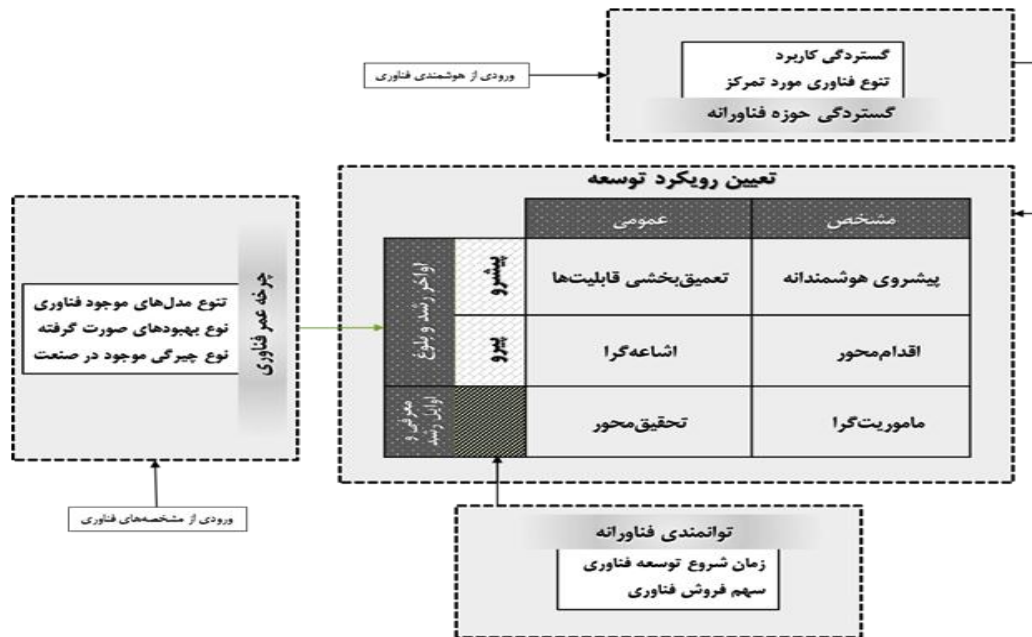 گستردگی کاربرد
تنوع فناوری مورد تمرکز
گستردگی حوزه فناورانه
ورودی از هوشمندی فناوری
تعیین رویکرد توسعه
مشخص
عمومی
اواخر رشد و بلوغ
پیشرو
تعمیق‌بخشی قابلیت‌ها
پیشروی هوشمندانه
پیرو
اشاعه‌گرا
اقدام‌محور
معرفی و
اوایل رشد
تحقیق‌محور
ماموریت‌گرا
چرخه عمر فناوری
تنوع مدل‌های موجود فناوری
نوع بهبودهای صورت گرفته
نوع چیرگی موجود در صنعت
ورودی از مشخصه‌های فناوری
توانمندی فناورانه
زمان شروع توسعه فناوری
سهم فروش فناوری